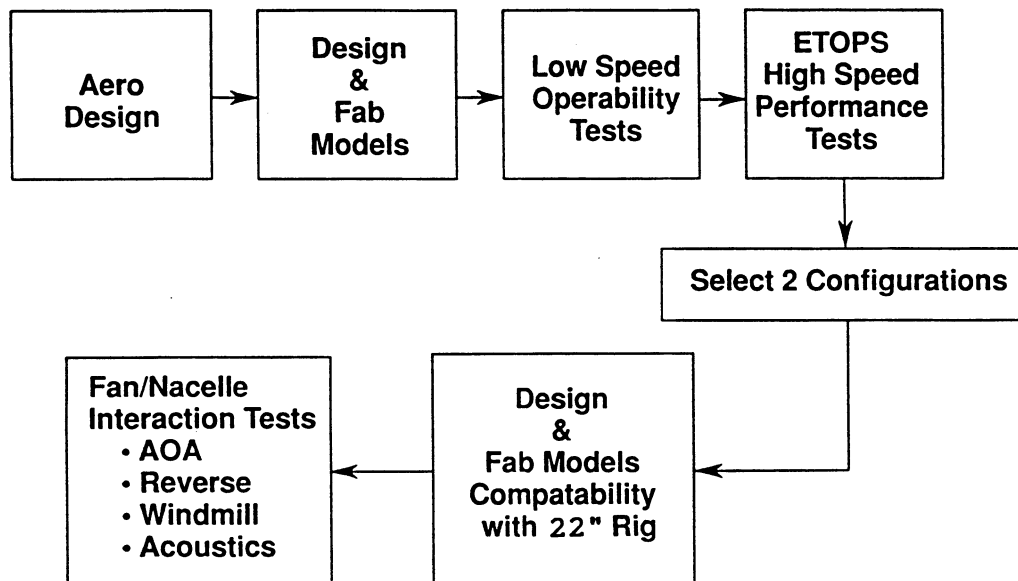 Aero
Design
Design
&
Fab
Models
Low Speed
Operability
Tests
ETOPS
High Speed
Performance
Tests
Select 2 Configurations
Design
&
Fab Models
Compatability
with 22" Rig
Fan/Nacelle
Interaction Tests
• AOA
• Reverse
• Windmill
• Acoustics